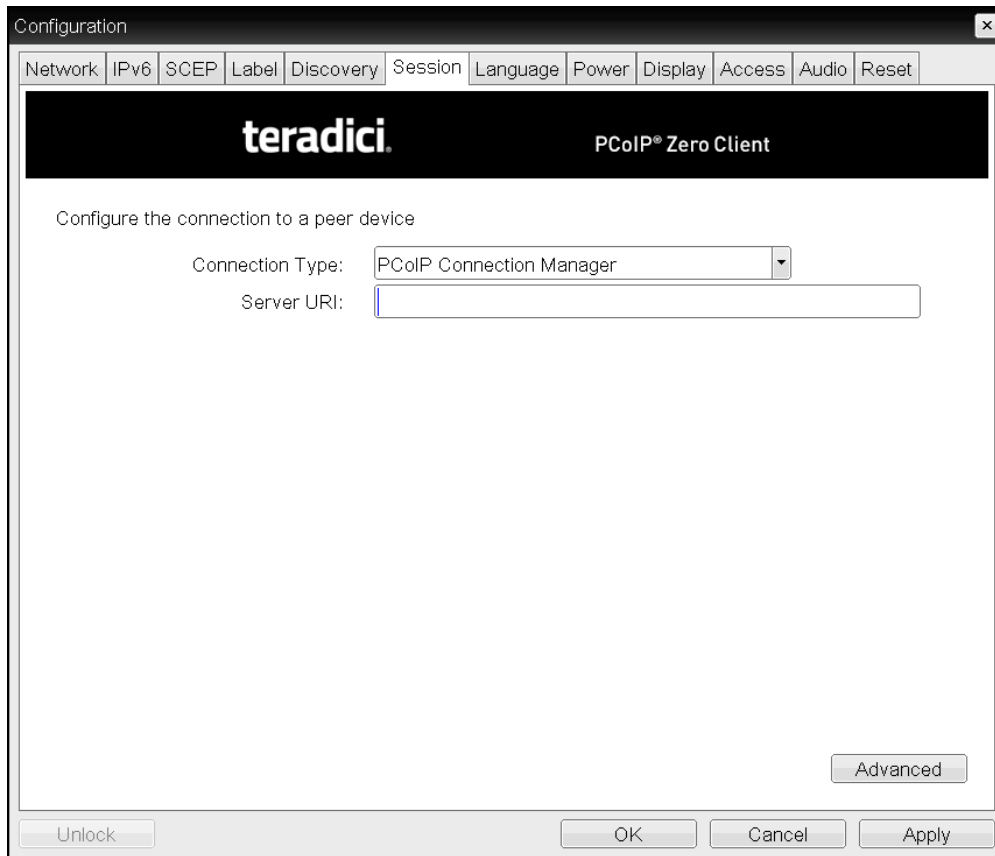 Configuration
Network IPv6 SCEP Label Discovery Session Language Power Display Access Audio Reset
teradici. PCoIP® Zero Client
Configure the connection to a peer device
Connection Type: PCoIP Connection Manager
Server URI:
Advanced
Unlock OK Cancel Apply